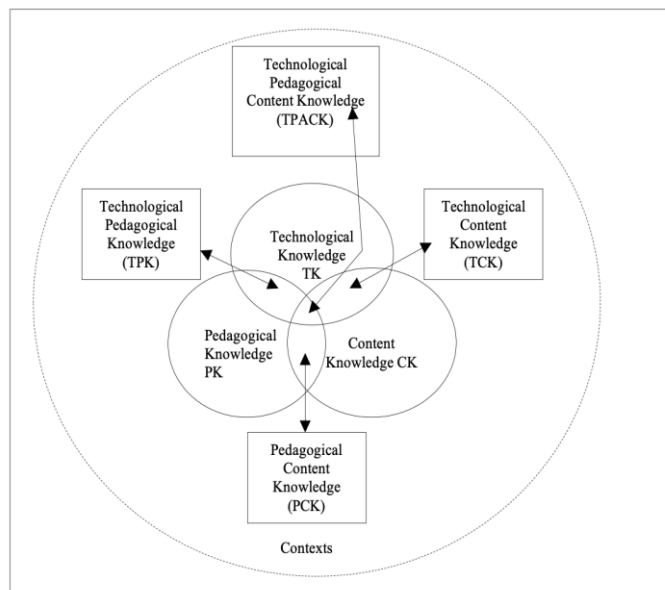 Technological
Pedagogical
Content Knowledge
(TPACK)
Technological
Pedagogical
Knowledge
(TPK)
Technological
Content
Knowledge
(TCK)
Technological
Knowledge
TK
Pedagogical
Knowledge
PK
Content
Knowledge CK
Pedagogical
Content
Knowledge
(PCK)
Contexts